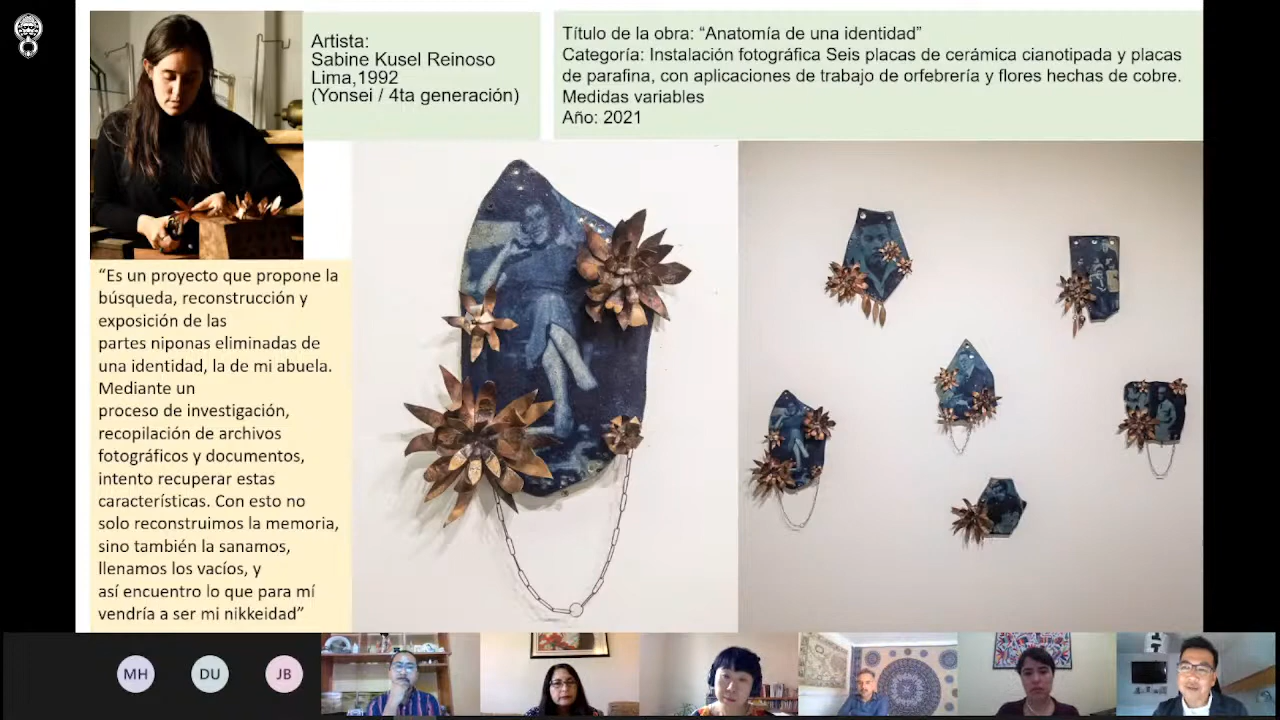 Artista:
Sabine Kusel Reinoso
Lima,1992
(Yonsei / 4ta generación)
Título de la obra: “Anatomía de una identidad”
Categoría: Instalación fotográfica Seis placas de cerámica cianotipada y placas
de parafina, con aplicaciones de trabajo de orfebrería y flores hechas de cobre.
Medidas variables
Año: 2021
“Es un proyecto que propone la
búsqueda, reconstrucción y
exposición de las
partes niponas eliminadas de
una identidad, la de mi abuela.
Mediante un
proceso de investigación,
recopilación de archivos
fotográficos y documentos,
intento recuperar estas
características. Con esto no
solo reconstruimos la memoria,
sino también la sanamos,
llenamos los vacíos, y
así encuentro lo que para mí
vendría a ser mi nikkeidad”
MH
DU
JB